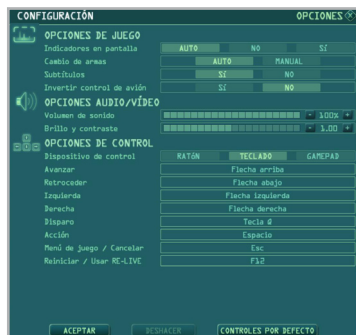 CONFIGURACIÓN OPCIONES
OPCIONES DE JUEGO
Indicadores en pantalla AUTO NO SÍ
Cambio de armas AUTO MANUAL
Subtítulos SÍ NO
Invertir control de avión SÍ NO
OPCIONES AUDIO/VÍDEO
Volumen de sonido - 100% +
Brillo y contraste - 1.00 +
OPCIONES DE CONTROL
Dispositivo de control RATÓN TECLADO GAMEPAD
Avanzar Flecha arriba
Retroceder Flecha abajo
Izquierda Flecha izquierda
Derecha Flecha derecha
Disparo Tecla Q
Acción Espacio
Menú de juego / Cancelar Esc
Reiniciar / Usar RE-LIVE F12
ACEPTAR DESHACER CONTROLES POR DEFECTO